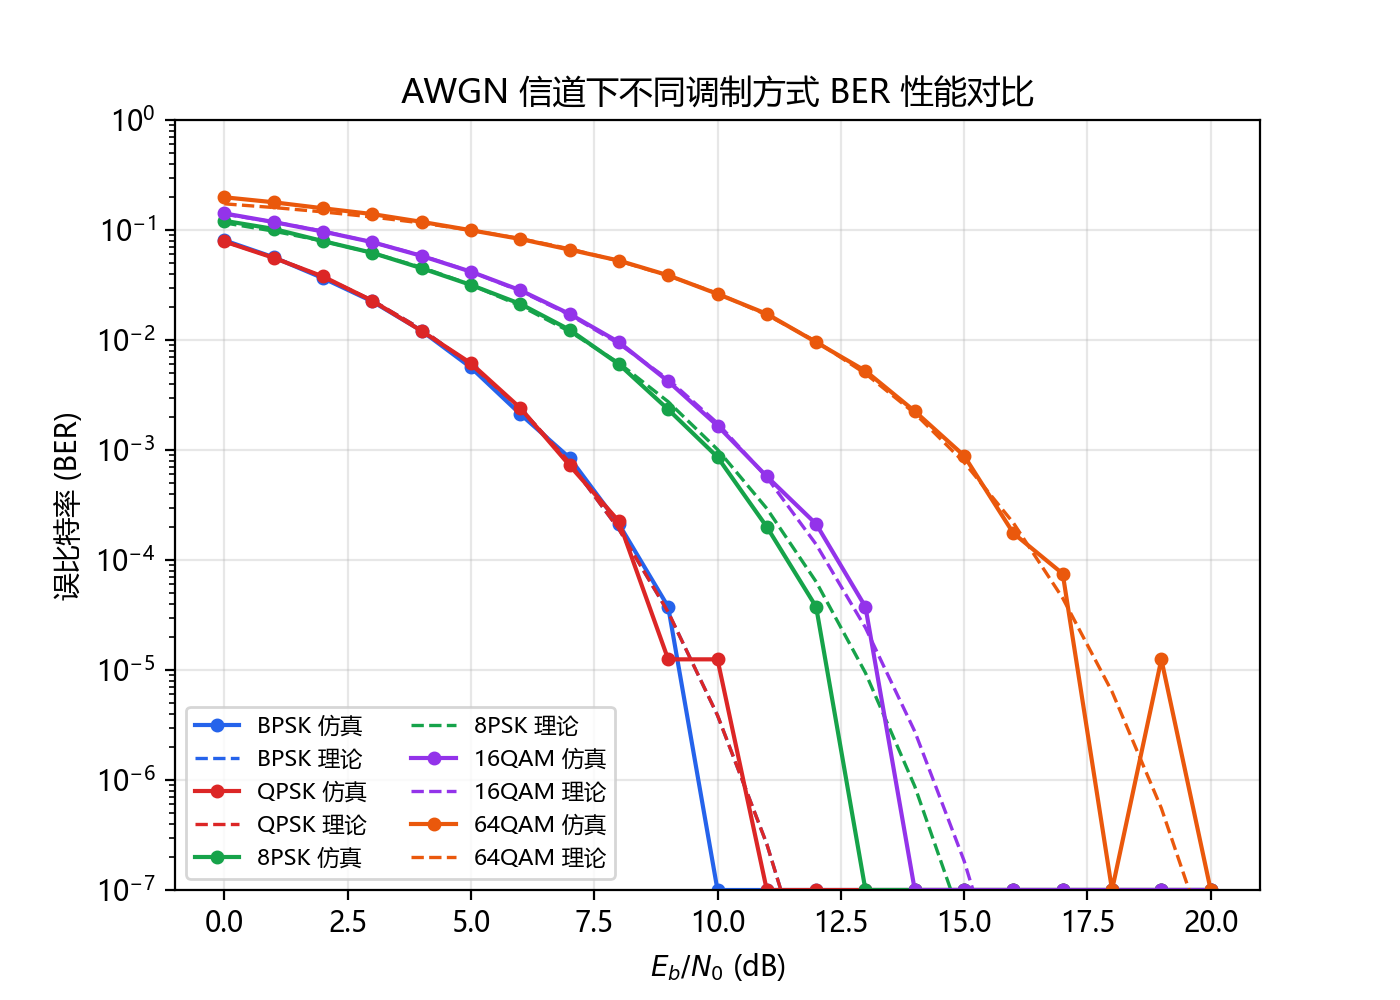 AWGN 信道下不同调制方式 BER 性能对比
10⁰
10⁻¹
10⁻²
10⁻³
10⁻⁴
10⁻⁵
10⁻⁶
10⁻⁷
误比特率 (BER)
BPSK 仿真
BPSK 理论
QPSK 仿真
QPSK 理论
8PSK 仿真
8PSK 理论
16QAM 仿真
16QAM 理论
64QAM 仿真
64QAM 理论
0.0 2.5 5.0 7.5 10.0 12.5 15.0 17.5 20.0
E_b/N_0 (dB)